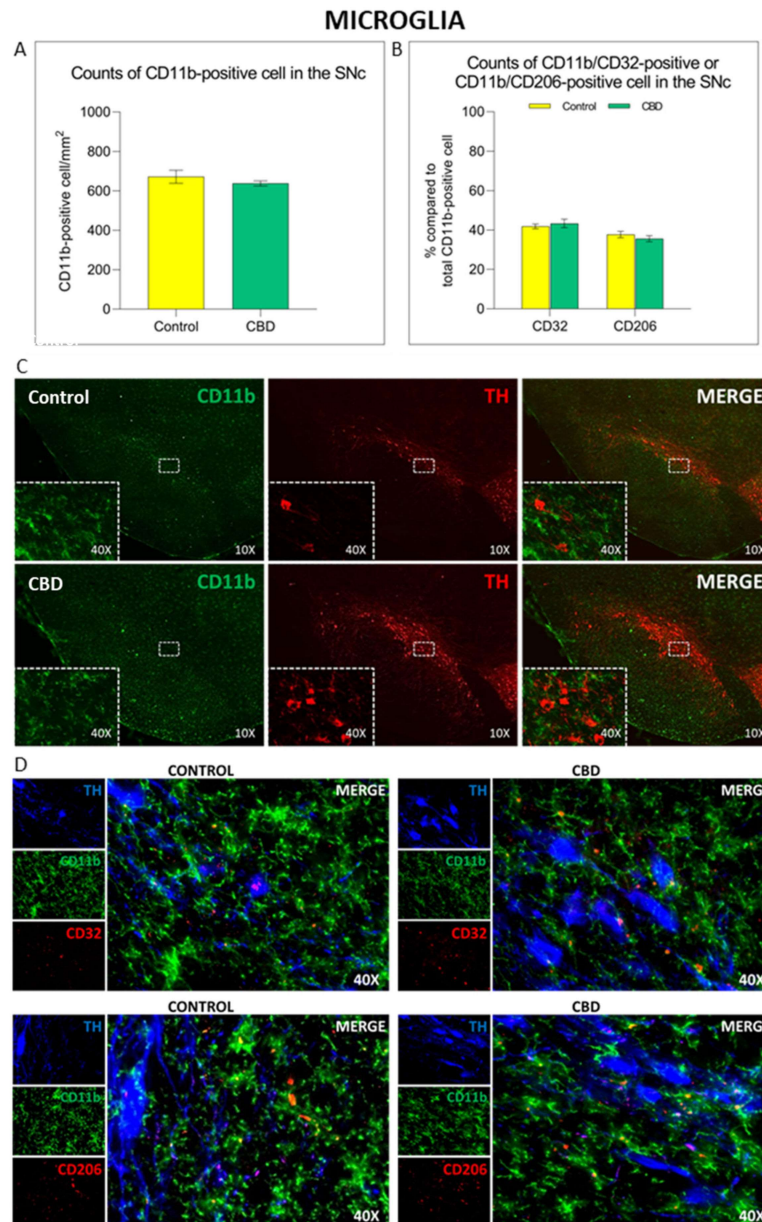 MICROGLIA
A
Counts of CD11b-positive cell in the SNc
CD11b-positive cell/mm²
1000
800
600
400
200
0
Control
CBD
B
Counts of CD11b/CD32-positive or
CD11b/CD206-positive cell in the SNc
Control
CBD
% compared to
total CD11b-positive cell
100
80
60
40
20
0
CD32
CD206
C
Control
CD11b
40X
10X
TH
40X
10X
MERGE
40X
10X
CBD
CD11b
40X
10X
TH
40X
10X
MERGE
40X
10X
D
CONTROL
TH
CD11b
CD32
MERGE
40X
CBD
TH
CD11b
CD32
MERG
40X
CONTROL
TH
CD11b
CD206
MERGE
40X
CBD
TH
CD11b
CD206
MERGE
40X